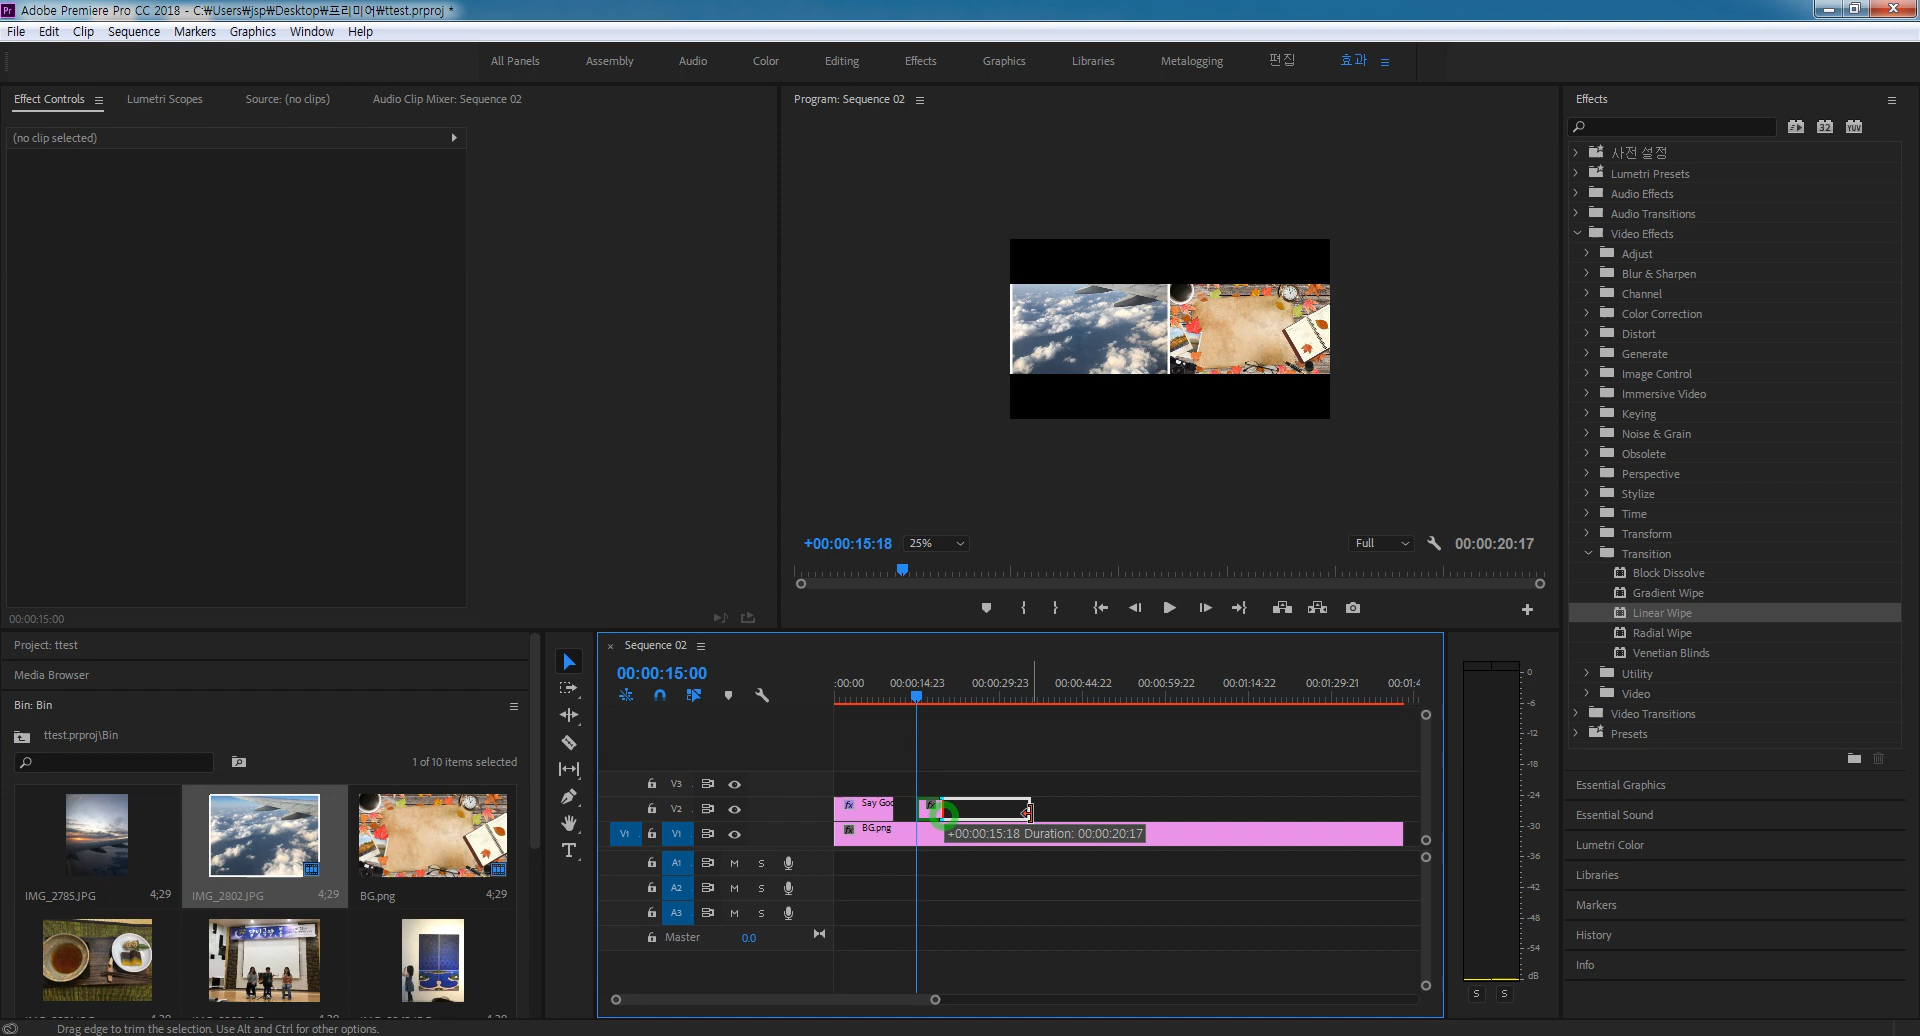 Adobe Premiere Pro CC 2018 - C:₩Users₩jsp₩Desktop₩프리미어₩ttest.prproj *
File Edit Clip Sequence Markers Graphics Window Help
All Panels Assembly Audio Color Editing Effects Graphics Libraries Metalogging 편집 효과
Effect Controls Lumetri Scopes Source: (no clips) Audio Clip Mixer: Sequence 02
(no clip selected)
00:00:15:00
Program: Sequence 02
+00:00:15:18 25% Full 00:00:20:17
Effects
32 YUV
사전 설정
Lumetri Presets
Audio Effects
Audio Transitions
Video Effects
Adjust
Blur & Sharpen
Channel
Color Correction
Distort
Generate
Image Control
Immersive Video
Keying
Noise & Grain
Obsolete
Perspective
Stylize
Time
Transform
Transition
Block Dissolve
Gradient Wipe
Linear Wipe
Radial Wipe
Venetian Blinds
Utility
Video
Video Transitions
Presets
Essential Graphics
Essential Sound
Lumetri Color
Libraries
Markers
History
Info
Project: ttest
Media Browser
Bin: Bin
ttest.prproj\Bin
1 of 10 items selected
IMG_2785.JPG 4;29
IMG_2802.JPG 4;29
BG.png 4;29
Sequence 02
00:00:15:00
:00:00 00:00:14:23 00:00:29:23 00:00:44:22 00:00:59:22 00:01:14:22 00:01:29:21 00:01:4
V3
V2 fx Say Goo fx
V1 V1 fx BG.png
+00:00:15:18 Duration: 00:00:20:17
A1 M S
A2 M S
A3 M S
Master 0.0
0
-6
-12
-18
-24
-30
-36
-42
-48
-54
dB
S S
Drag edge to trim the selection. Use Alt and Ctrl for other options.